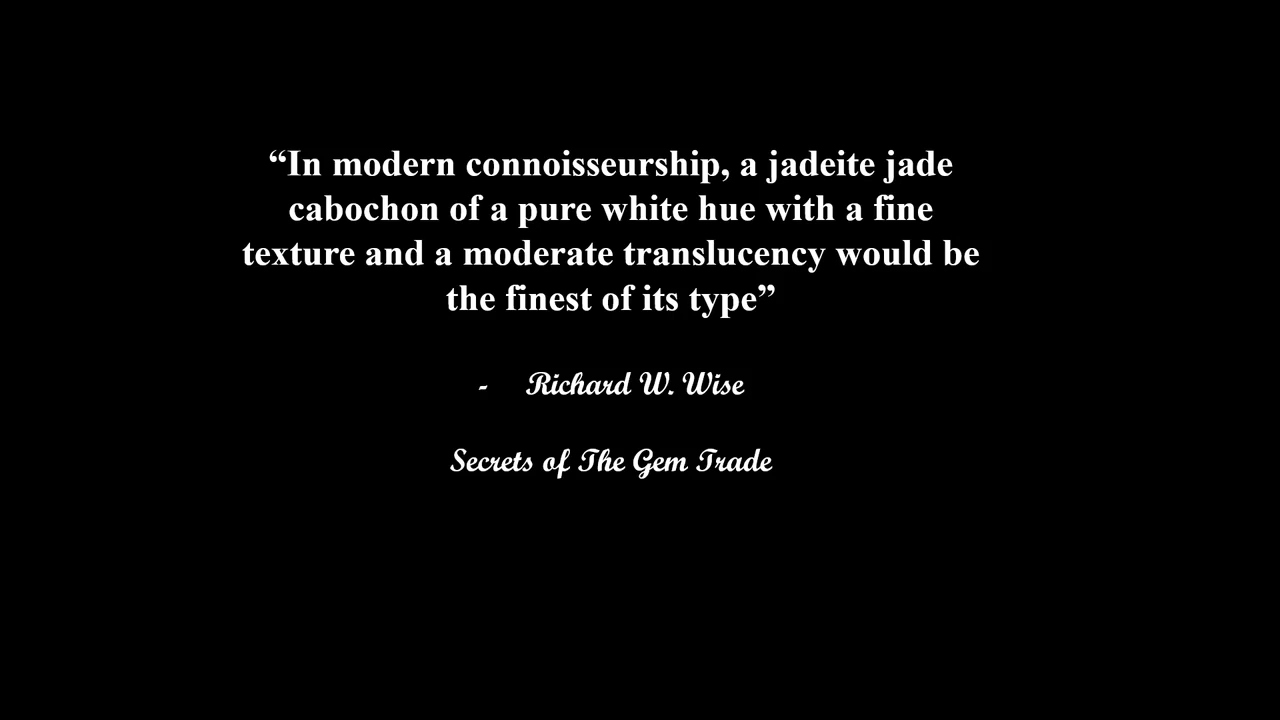 “In modern connoisseurship, a jadeite jade
cabochon of a pure white hue with a fine
texture and a moderate translucency would be
the finest of its type”
- Richard W. Wise
Secrets of The Gem Trade